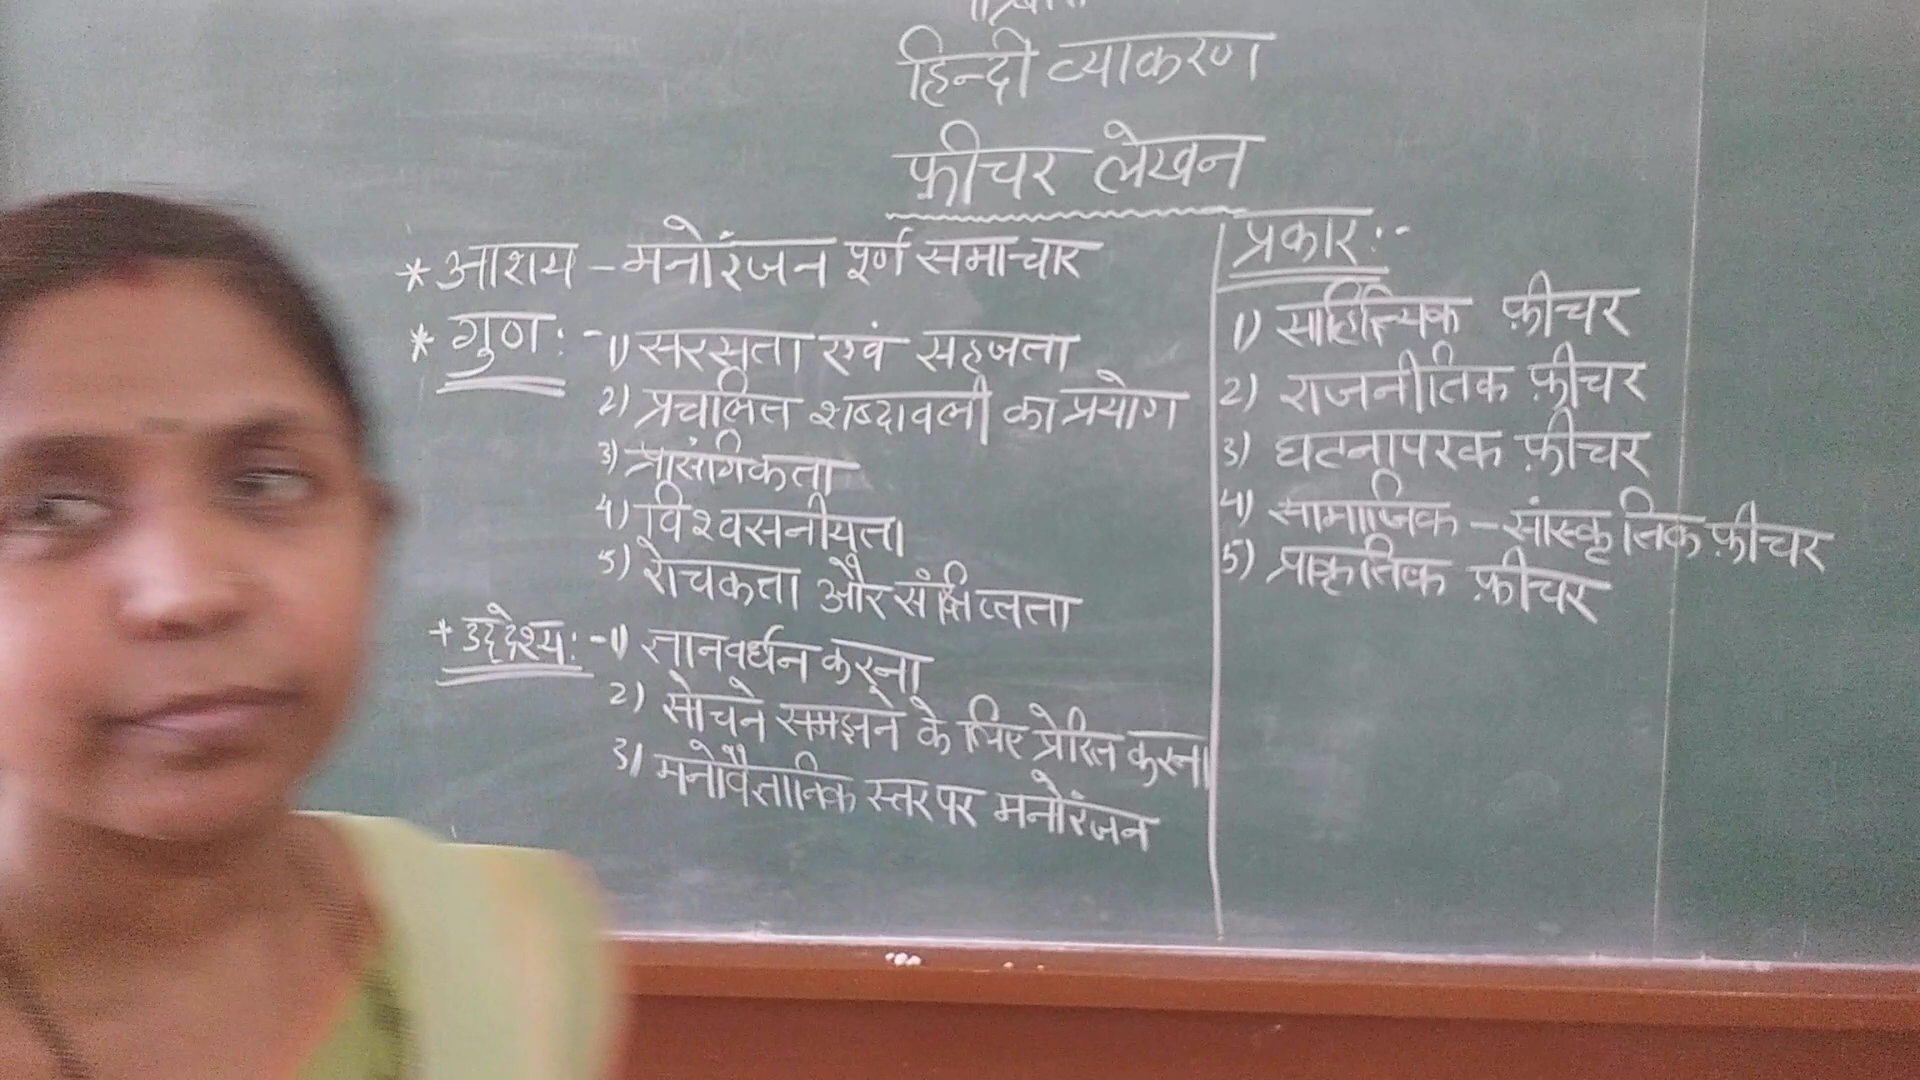 हिन्दी व्याकरण
फ़ीचर लेखन
* आशय – मनोरंजन पूर्ण समाचार
* गुण :- 1) सरसता एवं सहजता
2) प्रचलित शब्दावली का प्रयोग
3) प्रासंगिकता
4) विश्वसनीयता
5) रोचकता और संक्षिप्तता
+ उद्देश्य :- 1) ज्ञानवर्धन करना
2) सोचने समझने के लिए प्रेरित करना
3) मनोवैज्ञानिक स्तर पर मनोरंजन
प्रकार :-
1) साहित्यिक फ़ीचर
2) राजनीतिक फ़ीचर
3) घटनापरक फ़ीचर
4) सामाजिक – सांस्कृतिक फ़ीचर
5) प्राकृतिक फ़ीचर